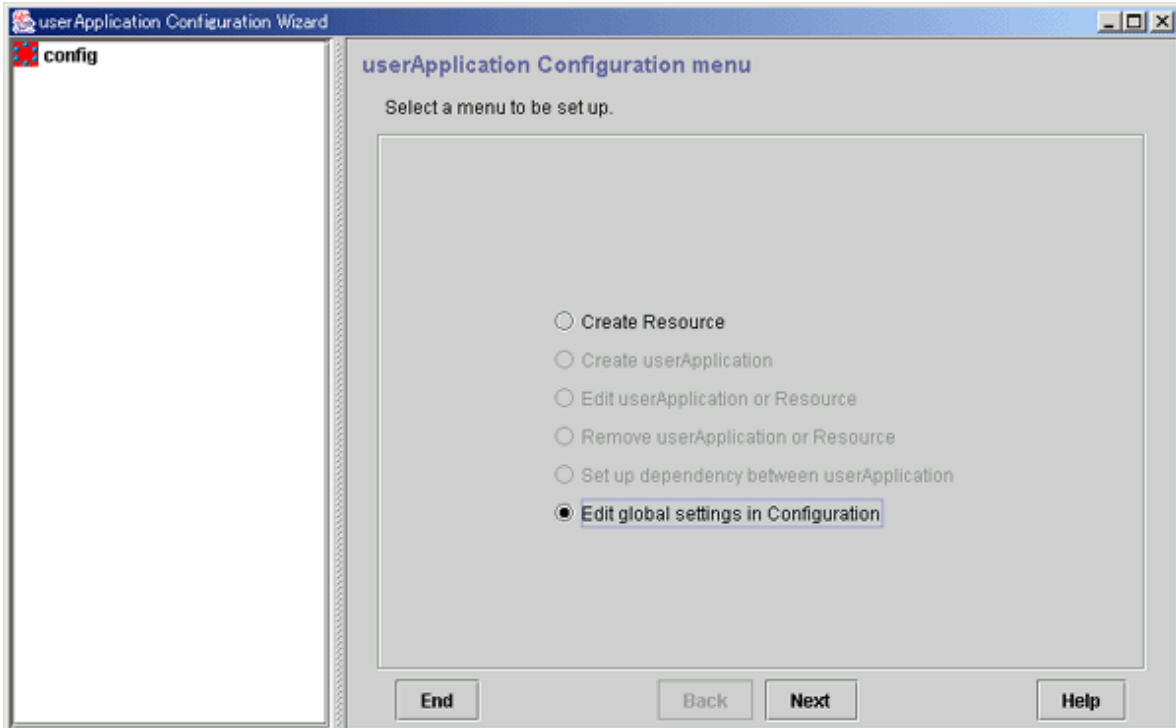 userApplication Configuration Wizard
config
userApplication Configuration menu
Select a menu to be set up.
Create Resource
Create userApplication
Edit userApplication or Resource
Remove userApplication or Resource
Set up dependency between userApplication
Edit global settings in Configuration
End Back Next Help